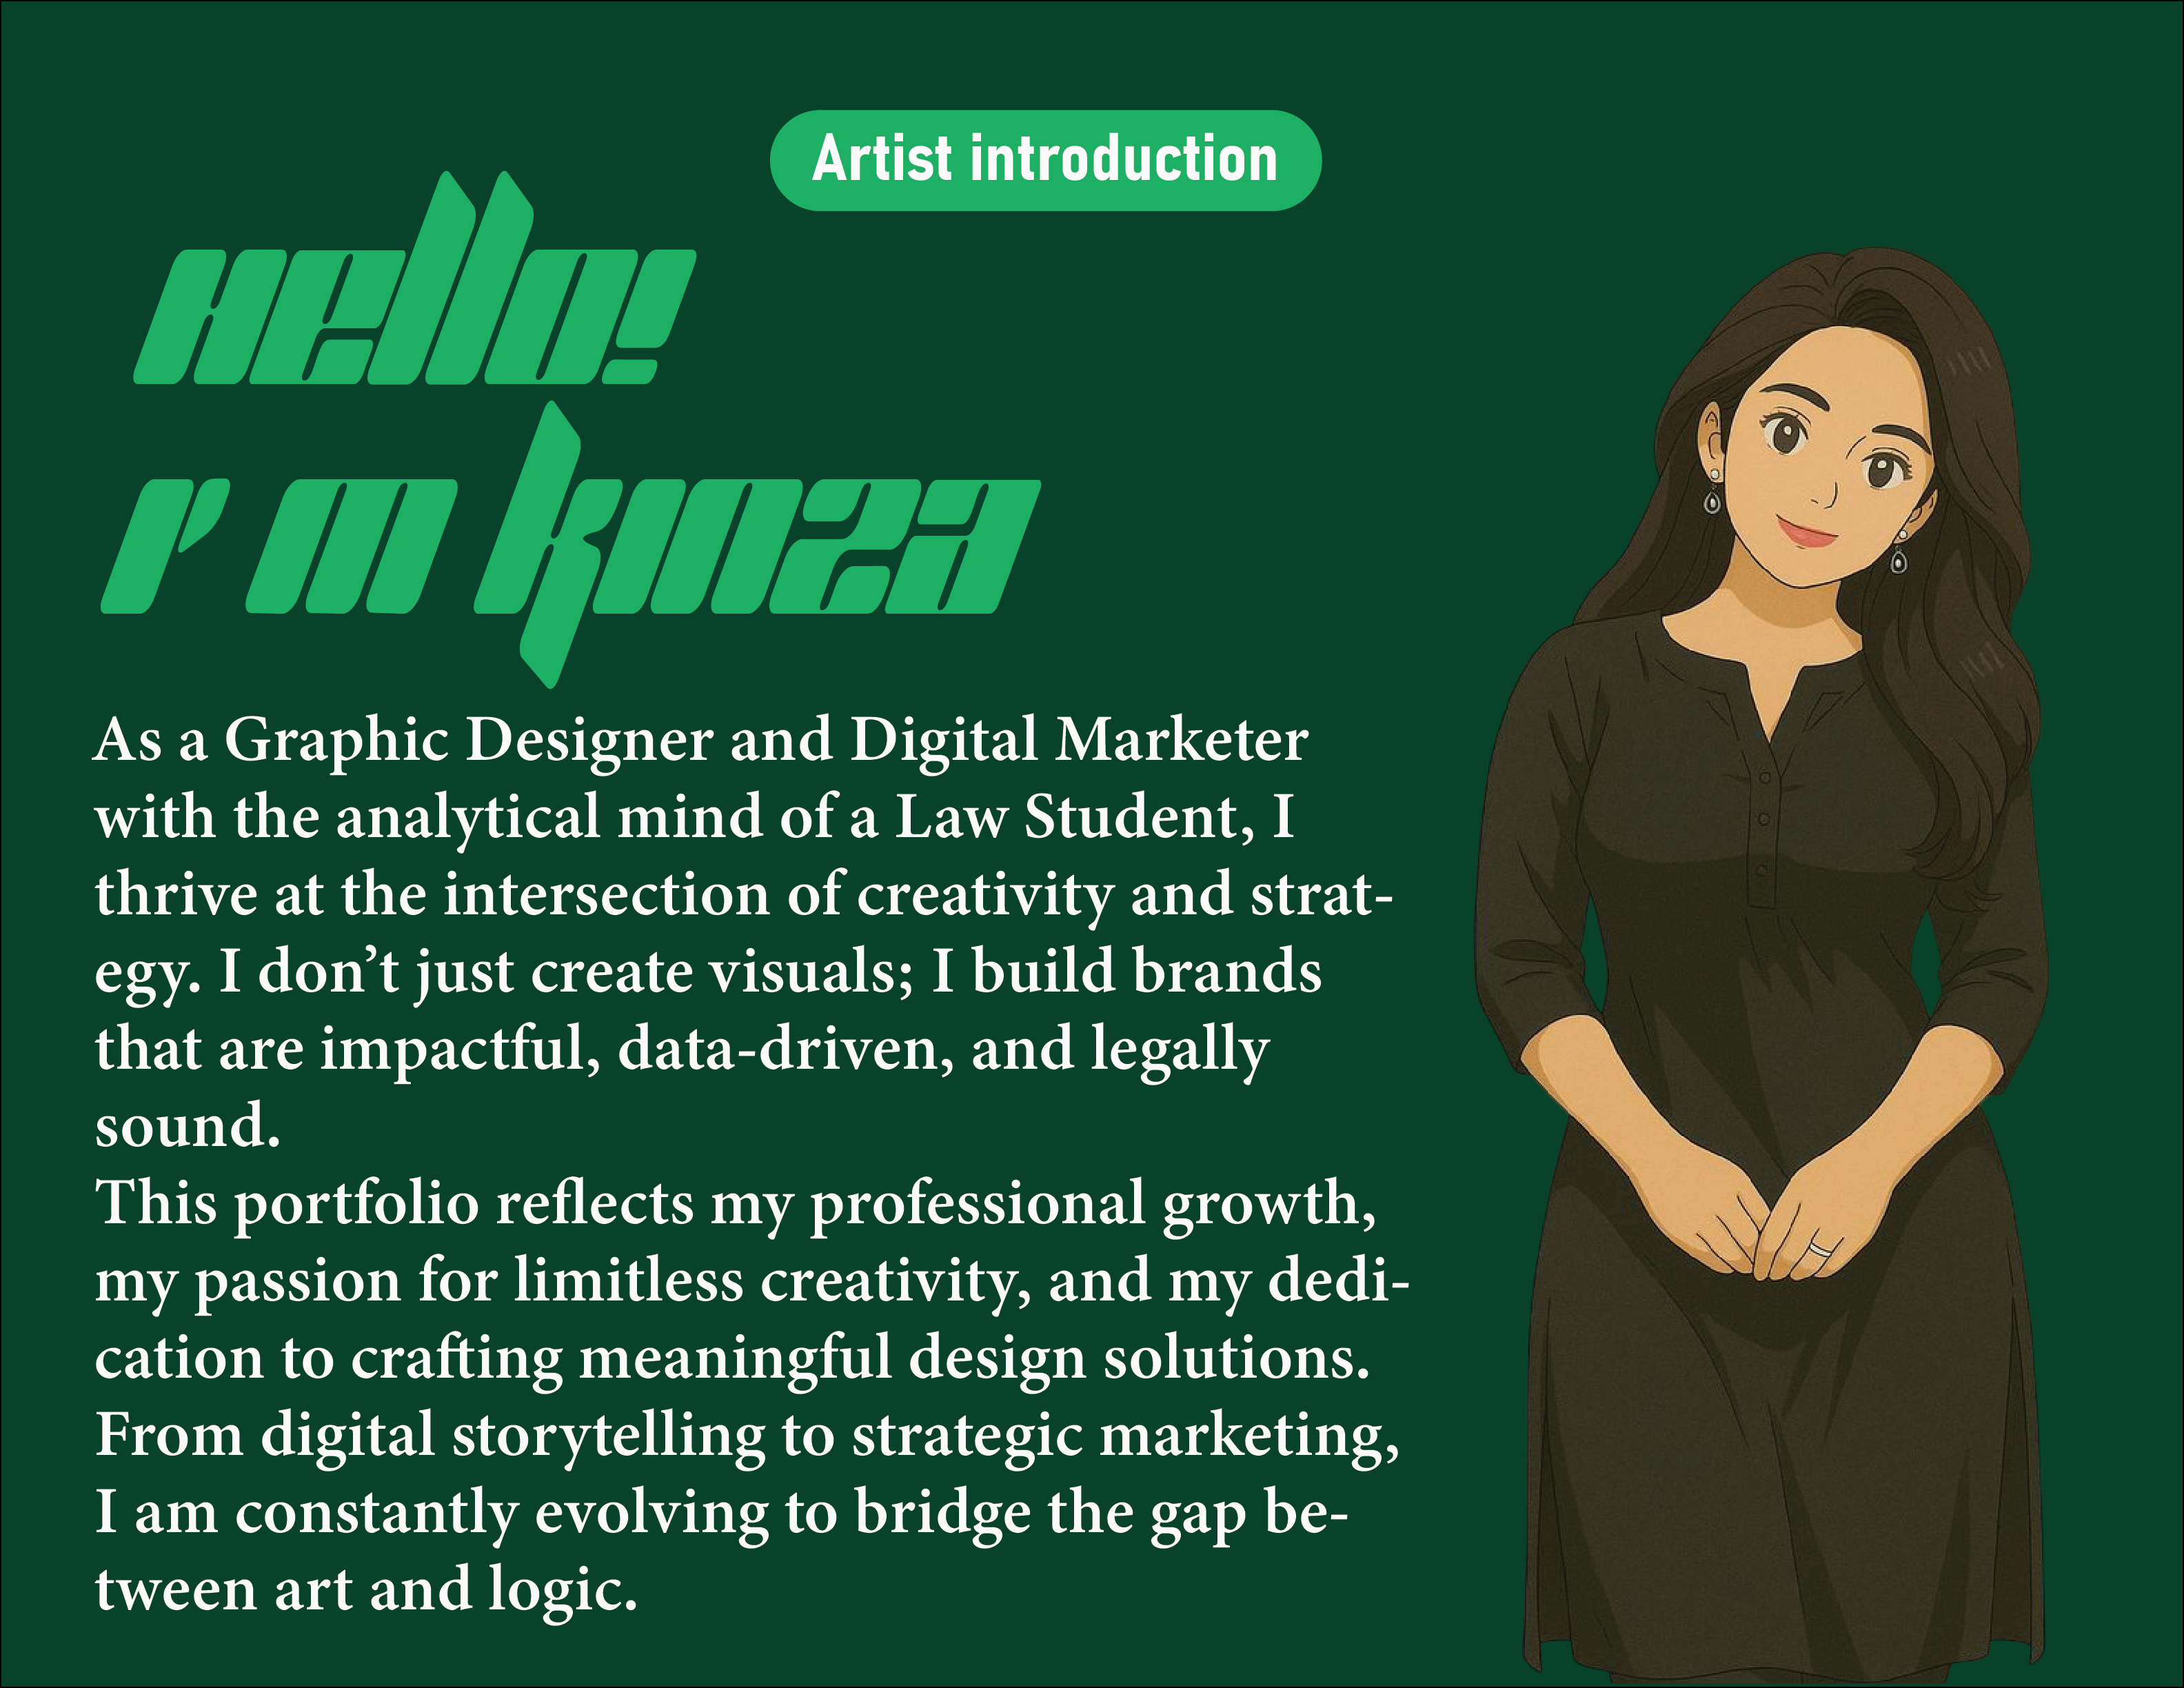 Artist introduction
Hello!
I' m kinza
As a Graphic Designer and Digital Marketer
with the analytical mind of a Law Student, I
thrive at the intersection of creativity and strat-
egy. I don’t just create visuals; I build brands
that are impactful, data-driven, and legally
sound.
This portfolio reflects my professional growth,
my passion for limitless creativity, and my dedi-
cation to crafting meaningful design solutions.
From digital storytelling to strategic marketing,
I am constantly evolving to bridge the gap be-
tween art and logic.